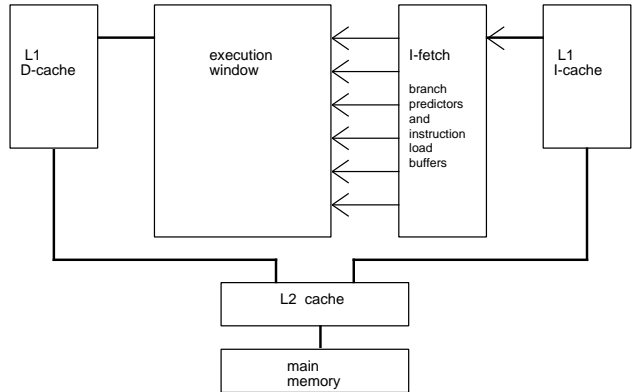 L1
D-cache
execution
window
I-fetch
branch
predictors
and
instruction
load
buffers
L1
I-cache
L2 cache
main
memory